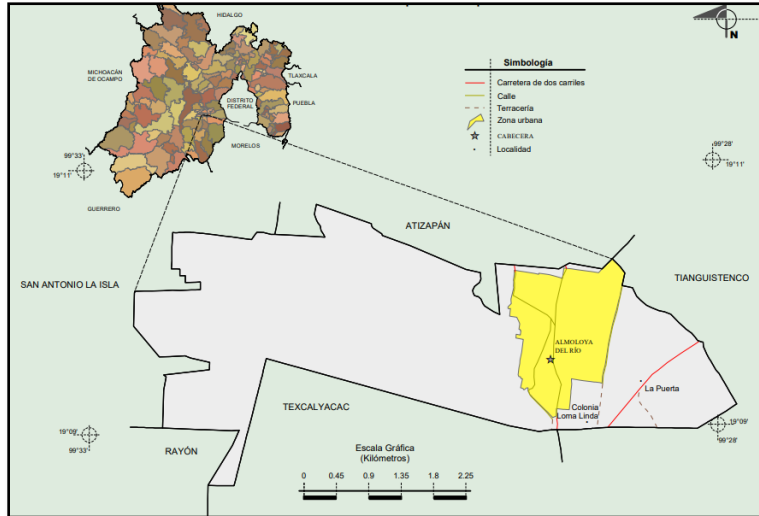 HIDALGO
MICHOACÁN
DE OCAMPO
TLAXCALA
DISTRITO
FEDERAL
PUEBLA
MORELOS
GUERRERO
N
Simbología
Carretera de dos carriles
Calle
Terracería
Zona urbana
CABECERA
Localidad
99°33'
19°11'
99°28'
19°11'
ATIZAPÁN
SAN ANTONIO LA ISLA
TIANGUISTENCO
ALMOLOYA
DEL RÍO
La Puerta
Colonia
Loma Linda
TEXCALYACAC
RAYÓN
19°09'
99°33'
19°09'
99°28'
Escala Gráfica
(Kilómetros)
0 0.45 0.9 1.35 1.8 2.25